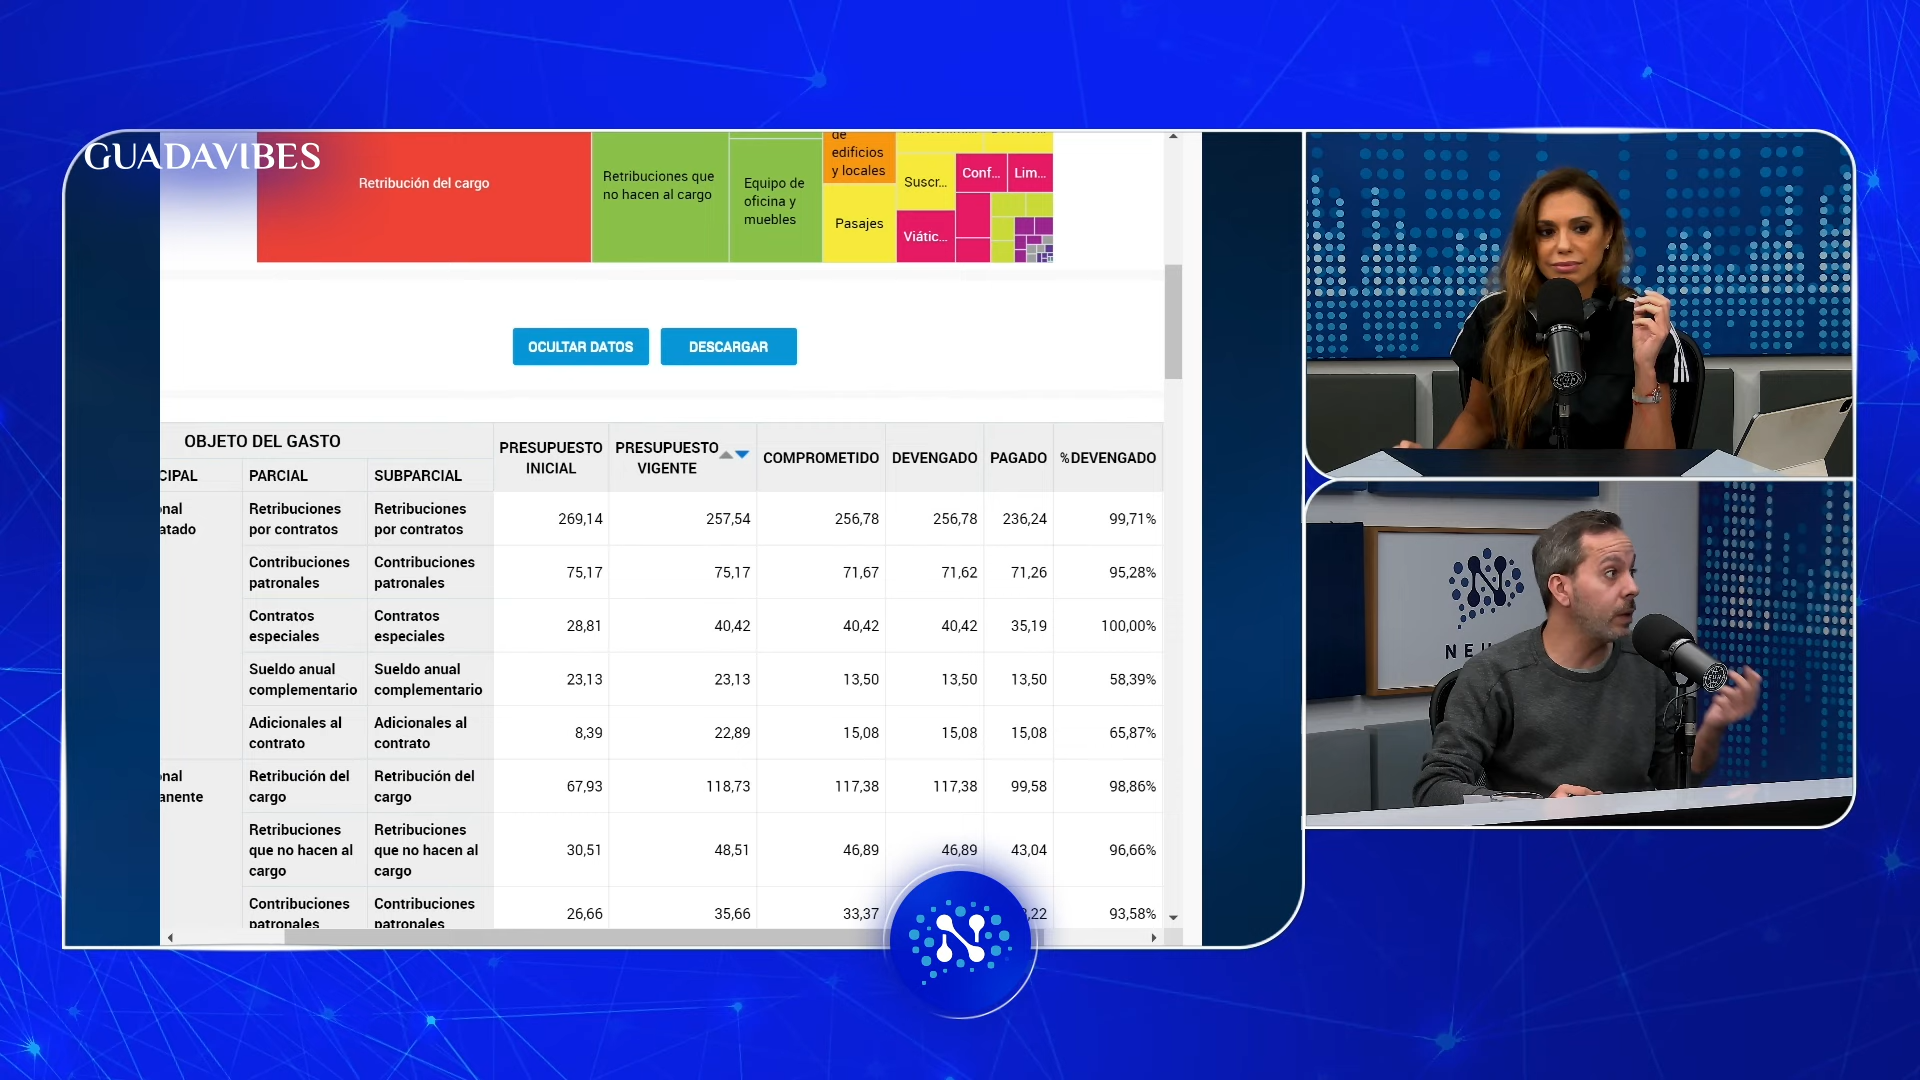 GUADAVIBES
Retribución del cargo
Retribuciones que
no hacen al cargo
Equipo de
oficina y
muebles
de
edificios
y locales
Pasajes
Suscr...
Viátic...
Conf...
Lim...
OCULTAR DATOS
DESCARGAR
OBJETO DEL GASTO
CIPAL
PARCIAL
SUBPARCIAL
PRESUPUESTO
INICIAL
PRESUPUESTO
VIGENTE
COMPROMETIDO
DEVENGADO
PAGADO
%DEVENGADO
nal
atado
Retribuciones
por contratos
Retribuciones
por contratos
269,14
257,54
256,78
256,78
236,24
99,71%
Contribuciones
patronales
Contribuciones
patronales
75,17
75,17
71,67
71,62
71,26
95,28%
Contratos
especiales
Contratos
especiales
28,81
40,42
40,42
40,42
35,19
100,00%
Sueldo anual
complementario
Sueldo anual
complementario
23,13
23,13
13,50
13,50
13,50
58,39%
Adicionales al
contrato
Adicionales al
contrato
8,39
22,89
15,08
15,08
15,08
65,87%
nal
anente
Retribución del
cargo
Retribución del
cargo
67,93
118,73
117,38
117,38
99,58
98,86%
Retribuciones
que no hacen al
cargo
Retribuciones
que no hacen al
cargo
30,51
48,51
46,89
46,89
43,04
96,66%
Contribuciones
patronales
Contribuciones
patronales
26,66
35,66
33,37
,22
93,58%
N
NEU